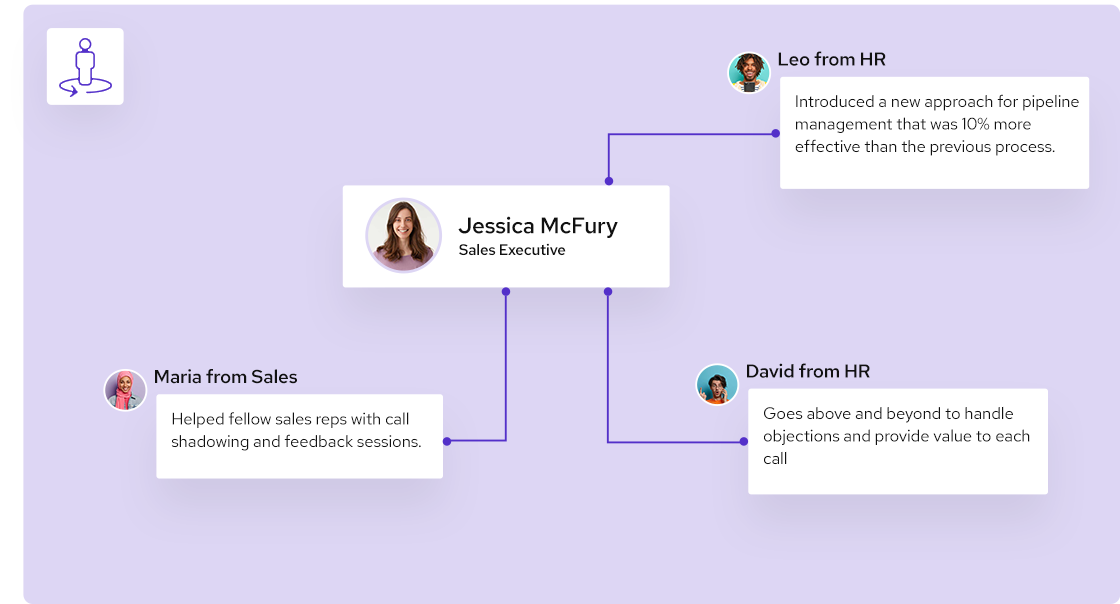 Leo from HR
Introduced a new approach for pipeline
management that was 10% more
effective than the previous process.
Jessica McFury
Sales Executive
Maria from Sales
Helped fellow sales reps with call
shadowing and feedback sessions.
David from HR
Goes above and beyond to handle
objections and provide value to each
call